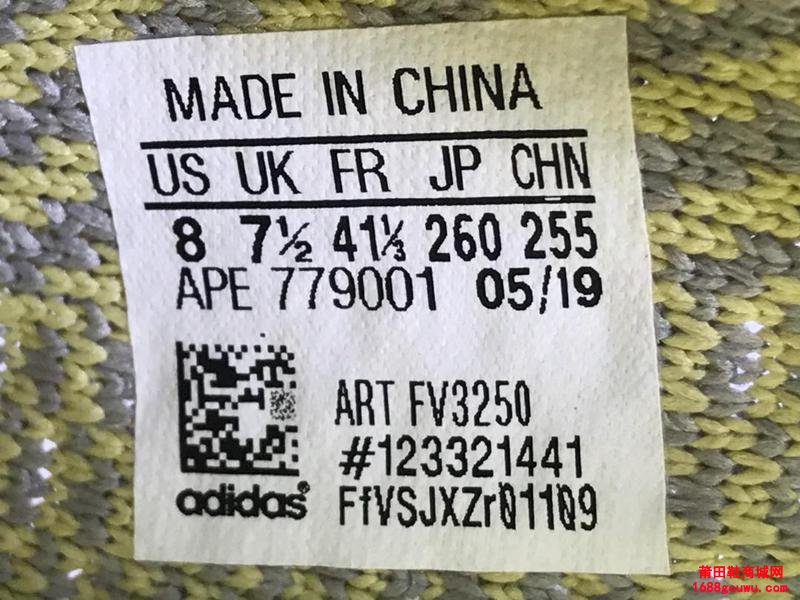 MADE IN CHINA
US UK FR JP CHN
8 7½ 41⅓ 260 255
APE 779001 05/19
ART FV3250
#123321441
adidas®
FfVSJXZr01109
莆田鞋商城网
1688gouwu.com